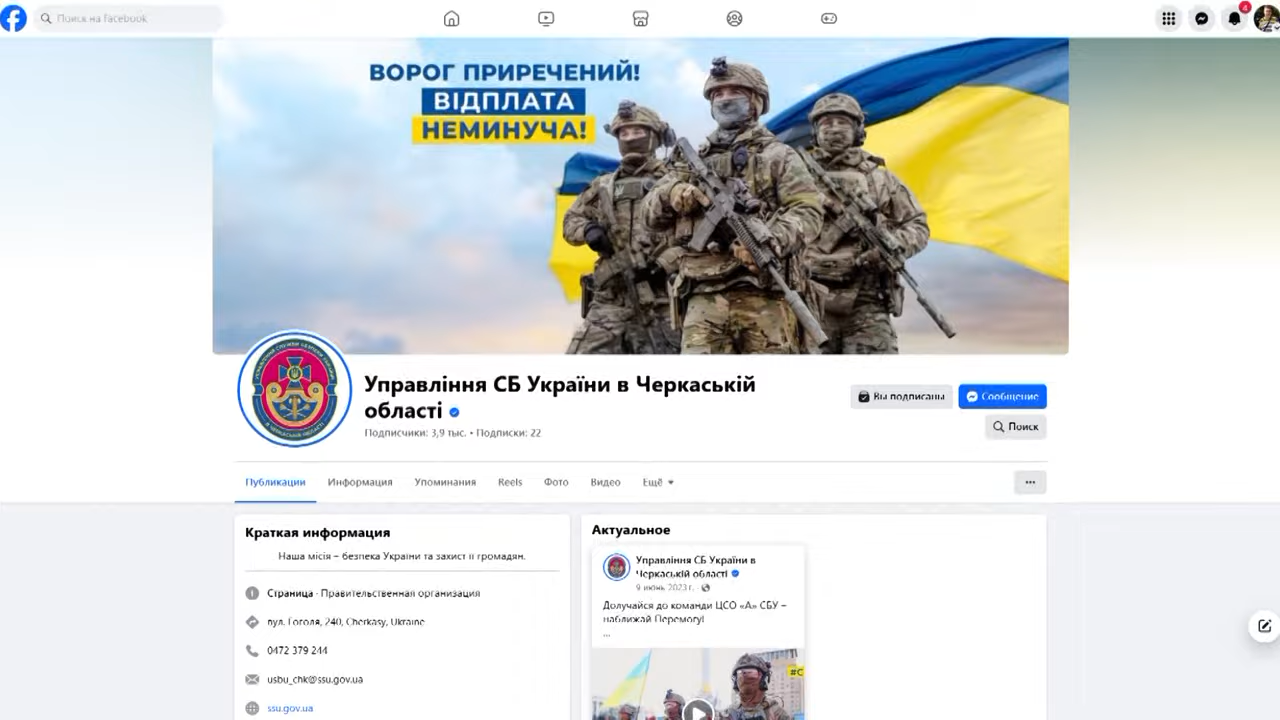 Поиск на Facebook
4
ВОРОГ ПРИРЕЧЕНИЙ!
ВІДПЛАТА
НЕМИНУЧА!
Управління СБ України в Черкаській
області
Подписчики: 3,9 тыс. • Подписки: 22
Вы подписаны
Сообщение
Поиск
Публикации Информация Упоминания Reels Фото Видео Ещё
Краткая информация
Наша місія – безпека України та захист її громадян.
Страница · Правительственная организация
вул. Гоголя, 240, Cherkasy, Ukraine
0472 379 244
usbu_chk@ssu.gov.ua
ssu.gov.ua
Актуальное
Управління СБ України в
Черкаській області
9 июнь 2023 г. ·
Долучайся до команди ЦСО «А» СБУ –
наближай Перемогу!
...
#С